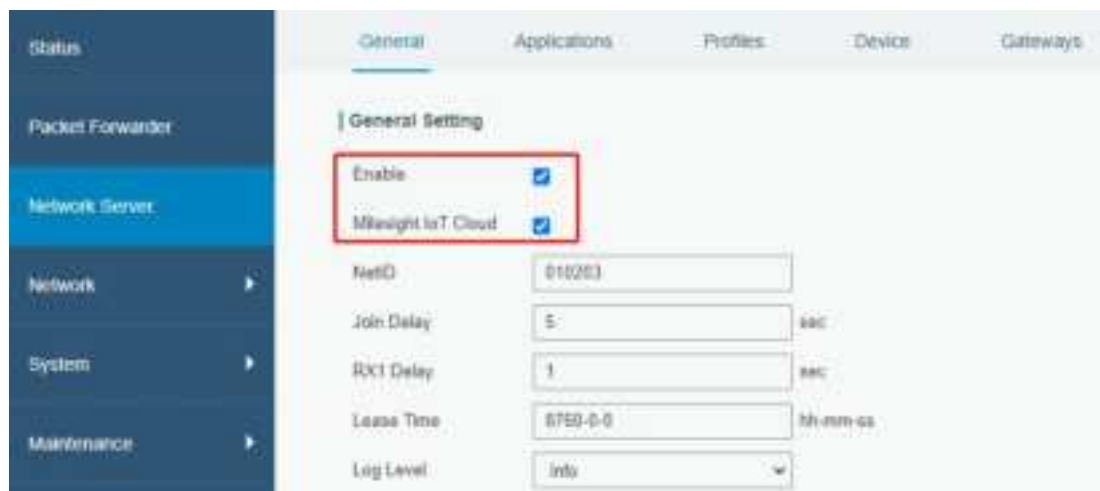 Status
Packet Forwarder
Network Server
Network
System
Maintenance
General Applications Profiles Device Gateways
General Setting
Enable
Milesight IoT Cloud
NetID 010203
Join Delay 5 sec
RX1 Delay 1 sec
Lease Time 8760-0-0 hh-mm-ss
Log Level info